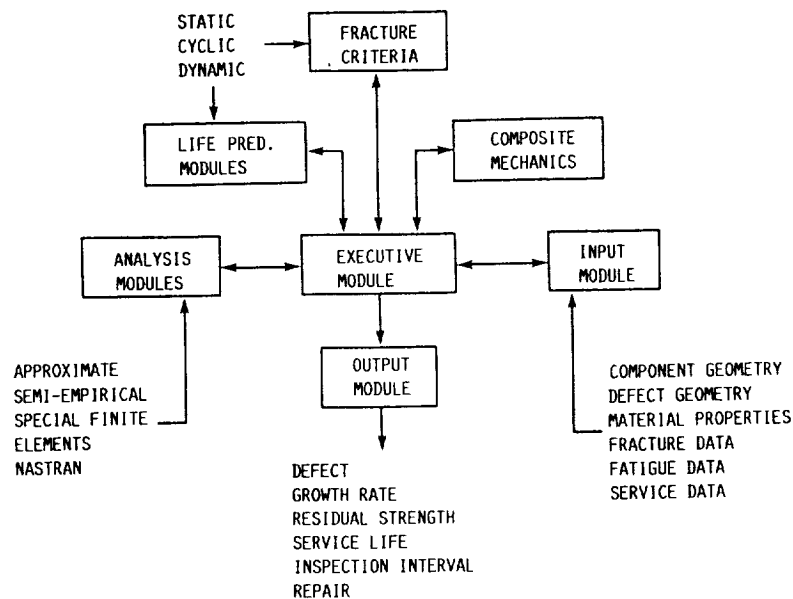 STATIC
CYCLIC
DYNAMIC
FRACTURE
CRITERIA
LIFE PRED.
MODULES
COMPOSITE
MECHANICS
ANALYSIS
MODULES
EXECUTIVE
MODULE
INPUT
MODULE
OUTPUT
MODULE
APPROXIMATE
SEMI-EMPIRICAL
SPECIAL FINITE
ELEMENTS
NASTRAN
COMPONENT GEOMETRY
DEFECT GEOMETRY
MATERIAL PROPERTIES
FRACTURE DATA
FATIGUE DATA
SERVICE DATA
DEFECT
GROWTH RATE
RESIDUAL STRENGTH
SERVICE LIFE
INSPECTION INTERVAL
REPAIR